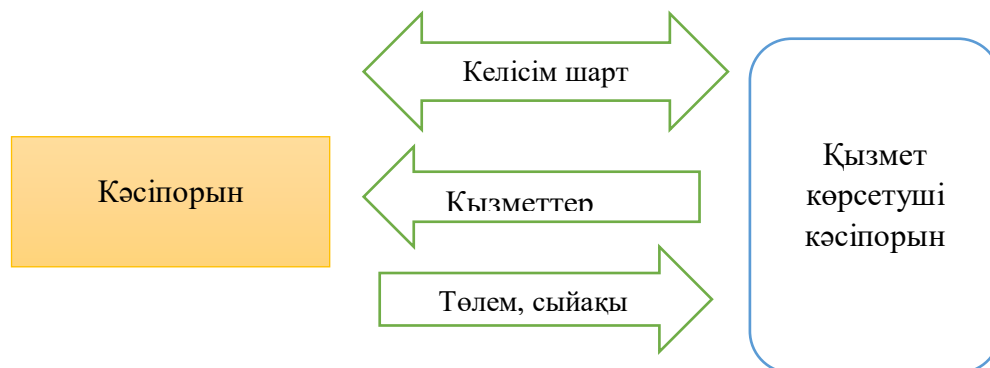 Келісім шарт
Кәсіпорын
Қызметтер
Төлем, сыйақы
Қызмет
көрсетуші
кәсіпорын